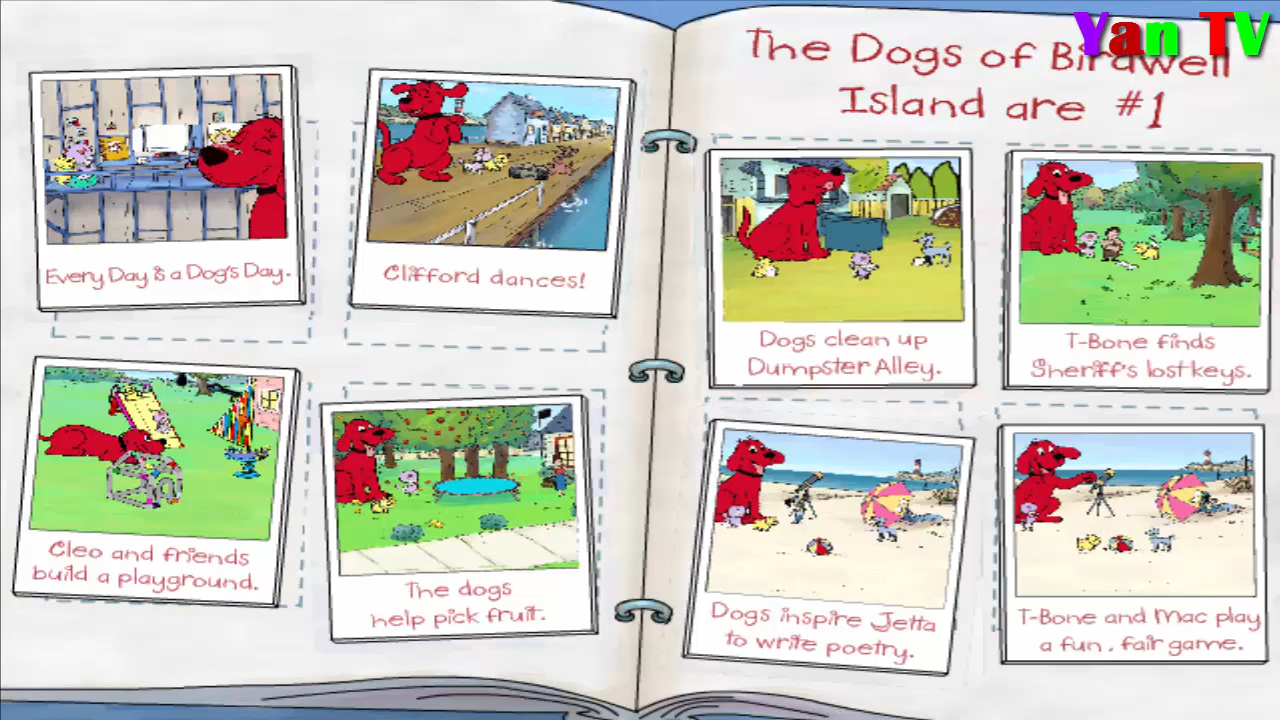 Yan TV
The Dogs of Birdwell
Island are #1
Every Day is a Dog's Day.
Clifford dances!
Dogs clean up
Dumpster Alley.
T-Bone finds
Sheriff's lost keys.
Cleo and friends
build a playground.
The dogs
help pick fruit.
Dogs inspire Jetta
to write poetry.
T-Bone and Mac play
a fun, fair game.